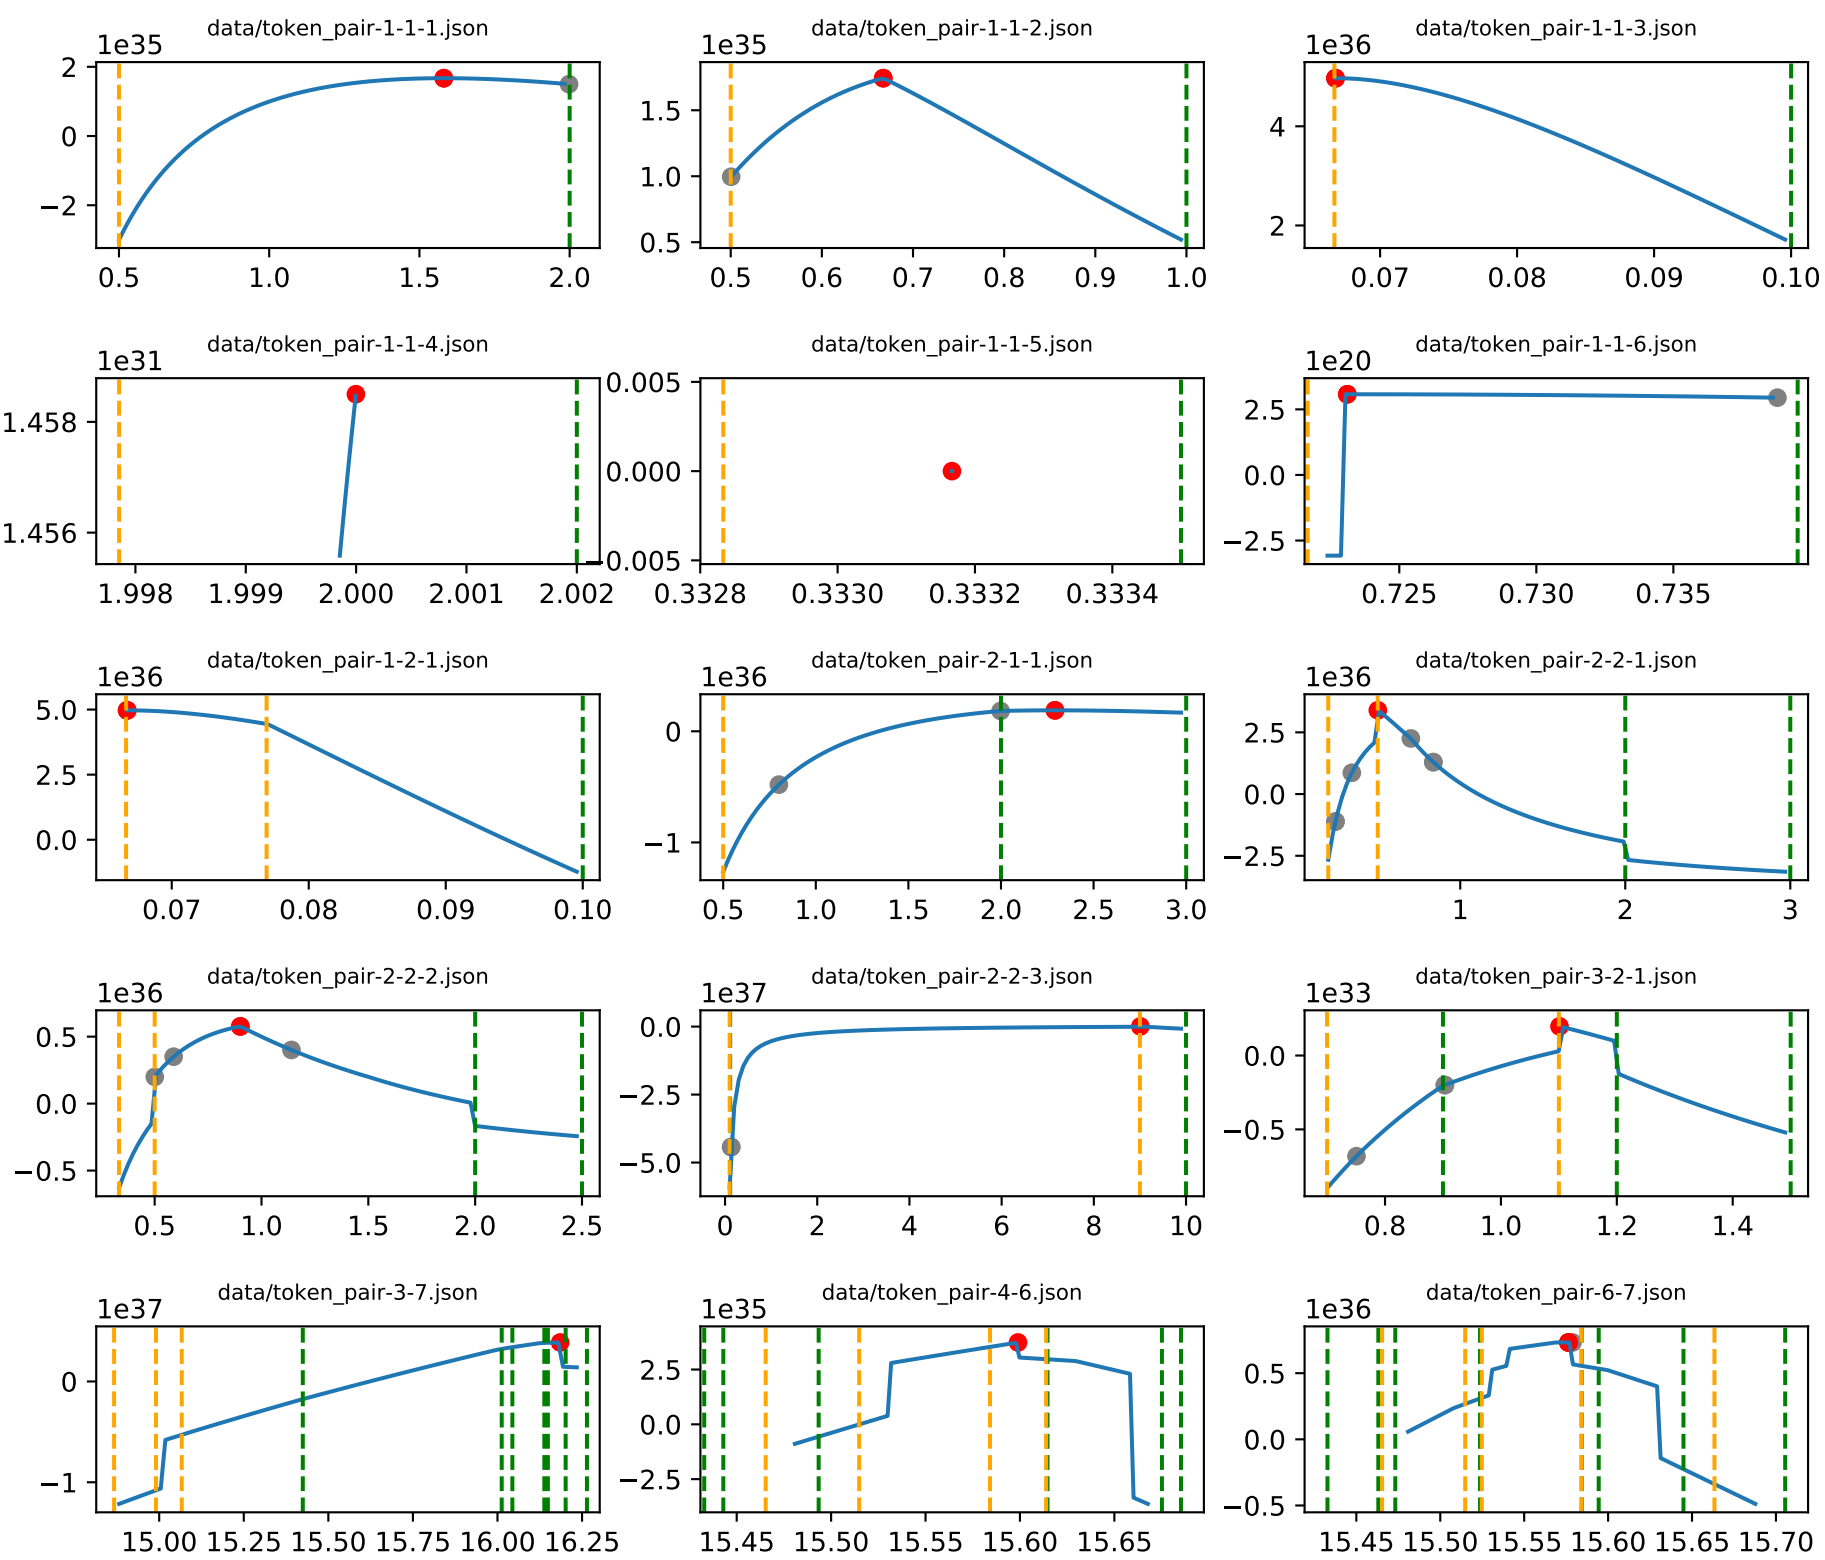 data/token_pair-1-1-1.json
1e35
2
0
−2
0.5 1.0 1.5 2.0
data/token_pair-1-1-2.json
1e35
1.5
1.0
0.5
0.5 0.6 0.7 0.8 0.9 1.0
data/token_pair-1-1-3.json
1e36
4
2
0.07 0.08 0.09 0.10
data/token_pair-1-1-4.json
1e31
1.458
1.456
1.998 1.999 2.000 2.001 2.002
data/token_pair-1-1-5.json
0.005
0.000
−0.005
0.3328 0.3330 0.3332 0.3334
data/token_pair-1-1-6.json
1e20
2.5
0.0
−2.5
0.725 0.730 0.735
data/token_pair-1-2-1.json
1e36
5.0
2.5
0.0
0.07 0.08 0.09 0.10
data/token_pair-2-1-1.json
1e36
0
−1
0.5 1.0 1.5 2.0 2.5 3.0
data/token_pair-2-2-1.json
1e36
2.5
0.0
−2.5
1 2 3
data/token_pair-2-2-2.json
1e36
0.5
0.0
−0.5
0.5 1.0 1.5 2.0 2.5
data/token_pair-2-2-3.json
1e37
0.0
−2.5
−5.0
0 2 4 6 8 10
data/token_pair-3-2-1.json
1e33
0.0
−0.5
0.8 1.0 1.2 1.4
data/token_pair-3-7.json
1e37
0
−1
15.00 15.25 15.50 15.75 16.00 16.25
data/token_pair-4-6.json
1e35
2.5
0.0
−2.5
15.45 15.50 15.55 15.60 15.65
data/token_pair-6-7.json
1e36
0.5
0.0
−0.5
15.45 15.50 15.55 15.60 15.65 15.70